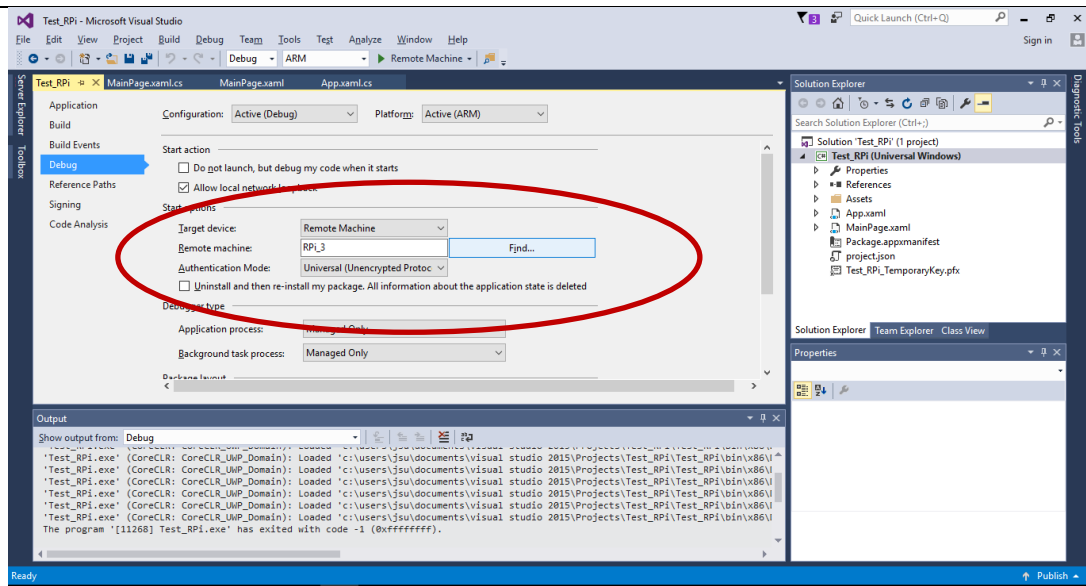 Test_RPi - Microsoft Visual Studio
3
Quick Launch (Ctrl+Q)
File Edit View Project Build Debug Team Tools Test Analyze Window Help
Sign in
Debug ARM Remote Machine
Server Explorer
Toolbox
Test_RPi MainPage.xaml.cs MainPage.xaml App.xaml.cs
Application
Build
Build Events
Debug
Reference Paths
Signing
Code Analysis
Configuration: Active (Debug) Platform: Active (ARM)
Start action
Do not launch, but debug my code when it starts
Allow local network loopback
Start options
Target device: Remote Machine
Remote machine: RPi_3 Find...
Authentication Mode: Universal (Unencrypted Protoc
Uninstall and then re-install my package. All information about the application state is deleted
Debugger type
Application process: Managed Only
Background task process: Managed Only
Package layout
Solution Explorer
Search Solution Explorer (Ctrl+;)
Solution 'Test_RPi' (1 project)
Test_RPi (Universal Windows)
Properties
References
Assets
App.xaml
MainPage.xaml
Package.appxmanifest
project.json
Test_RPi_TemporaryKey.pfx
Solution Explorer Team Explorer Class View
Properties
Diagnostic Tools
Output
Show output from: Debug
'Test_RPi.exe' (CoreCLR: CoreCLR_UWP_Domain): Loaded 'c:\users\jsu\documents\visual studio 2015\Projects\Test_RPi\Test_RPi\bin\x86\
'Test_RPi.exe' (CoreCLR: CoreCLR_UWP_Domain): Loaded 'c:\users\jsu\documents\visual studio 2015\Projects\Test_RPi\Test_RPi\bin\x86\
'Test_RPi.exe' (CoreCLR: CoreCLR_UWP_Domain): Loaded 'c:\users\jsu\documents\visual studio 2015\Projects\Test_RPi\Test_RPi\bin\x86\
'Test_RPi.exe' (CoreCLR: CoreCLR_UWP_Domain): Loaded 'c:\users\jsu\documents\visual studio 2015\Projects\Test_RPi\Test_RPi\bin\x86\
'Test_RPi.exe' (CoreCLR: CoreCLR_UWP_Domain): Loaded 'c:\users\jsu\documents\visual studio 2015\Projects\Test_RPi\Test_RPi\bin\x86\
'Test_RPi.exe' (CoreCLR: CoreCLR_UWP_Domain): Loaded 'c:\users\jsu\documents\visual studio 2015\Projects\Test_RPi\Test_RPi\bin\x86\
The program '[11268] Test_RPi.exe' has exited with code -1 (0xffffffff).
Ready
Publish